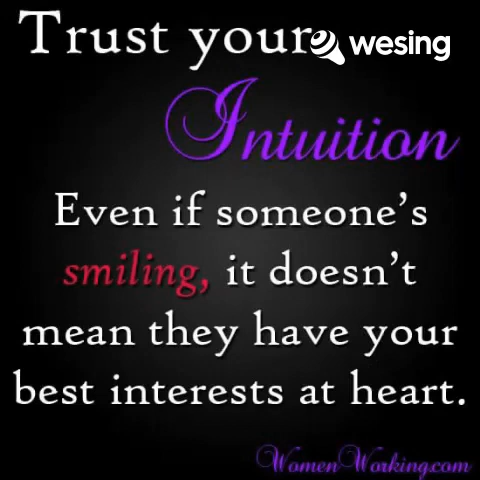 Trust your wesing
Intuition
Even if someone's
smiling, it doesn't
mean they have your
best interests at heart.
WomenWorking.com